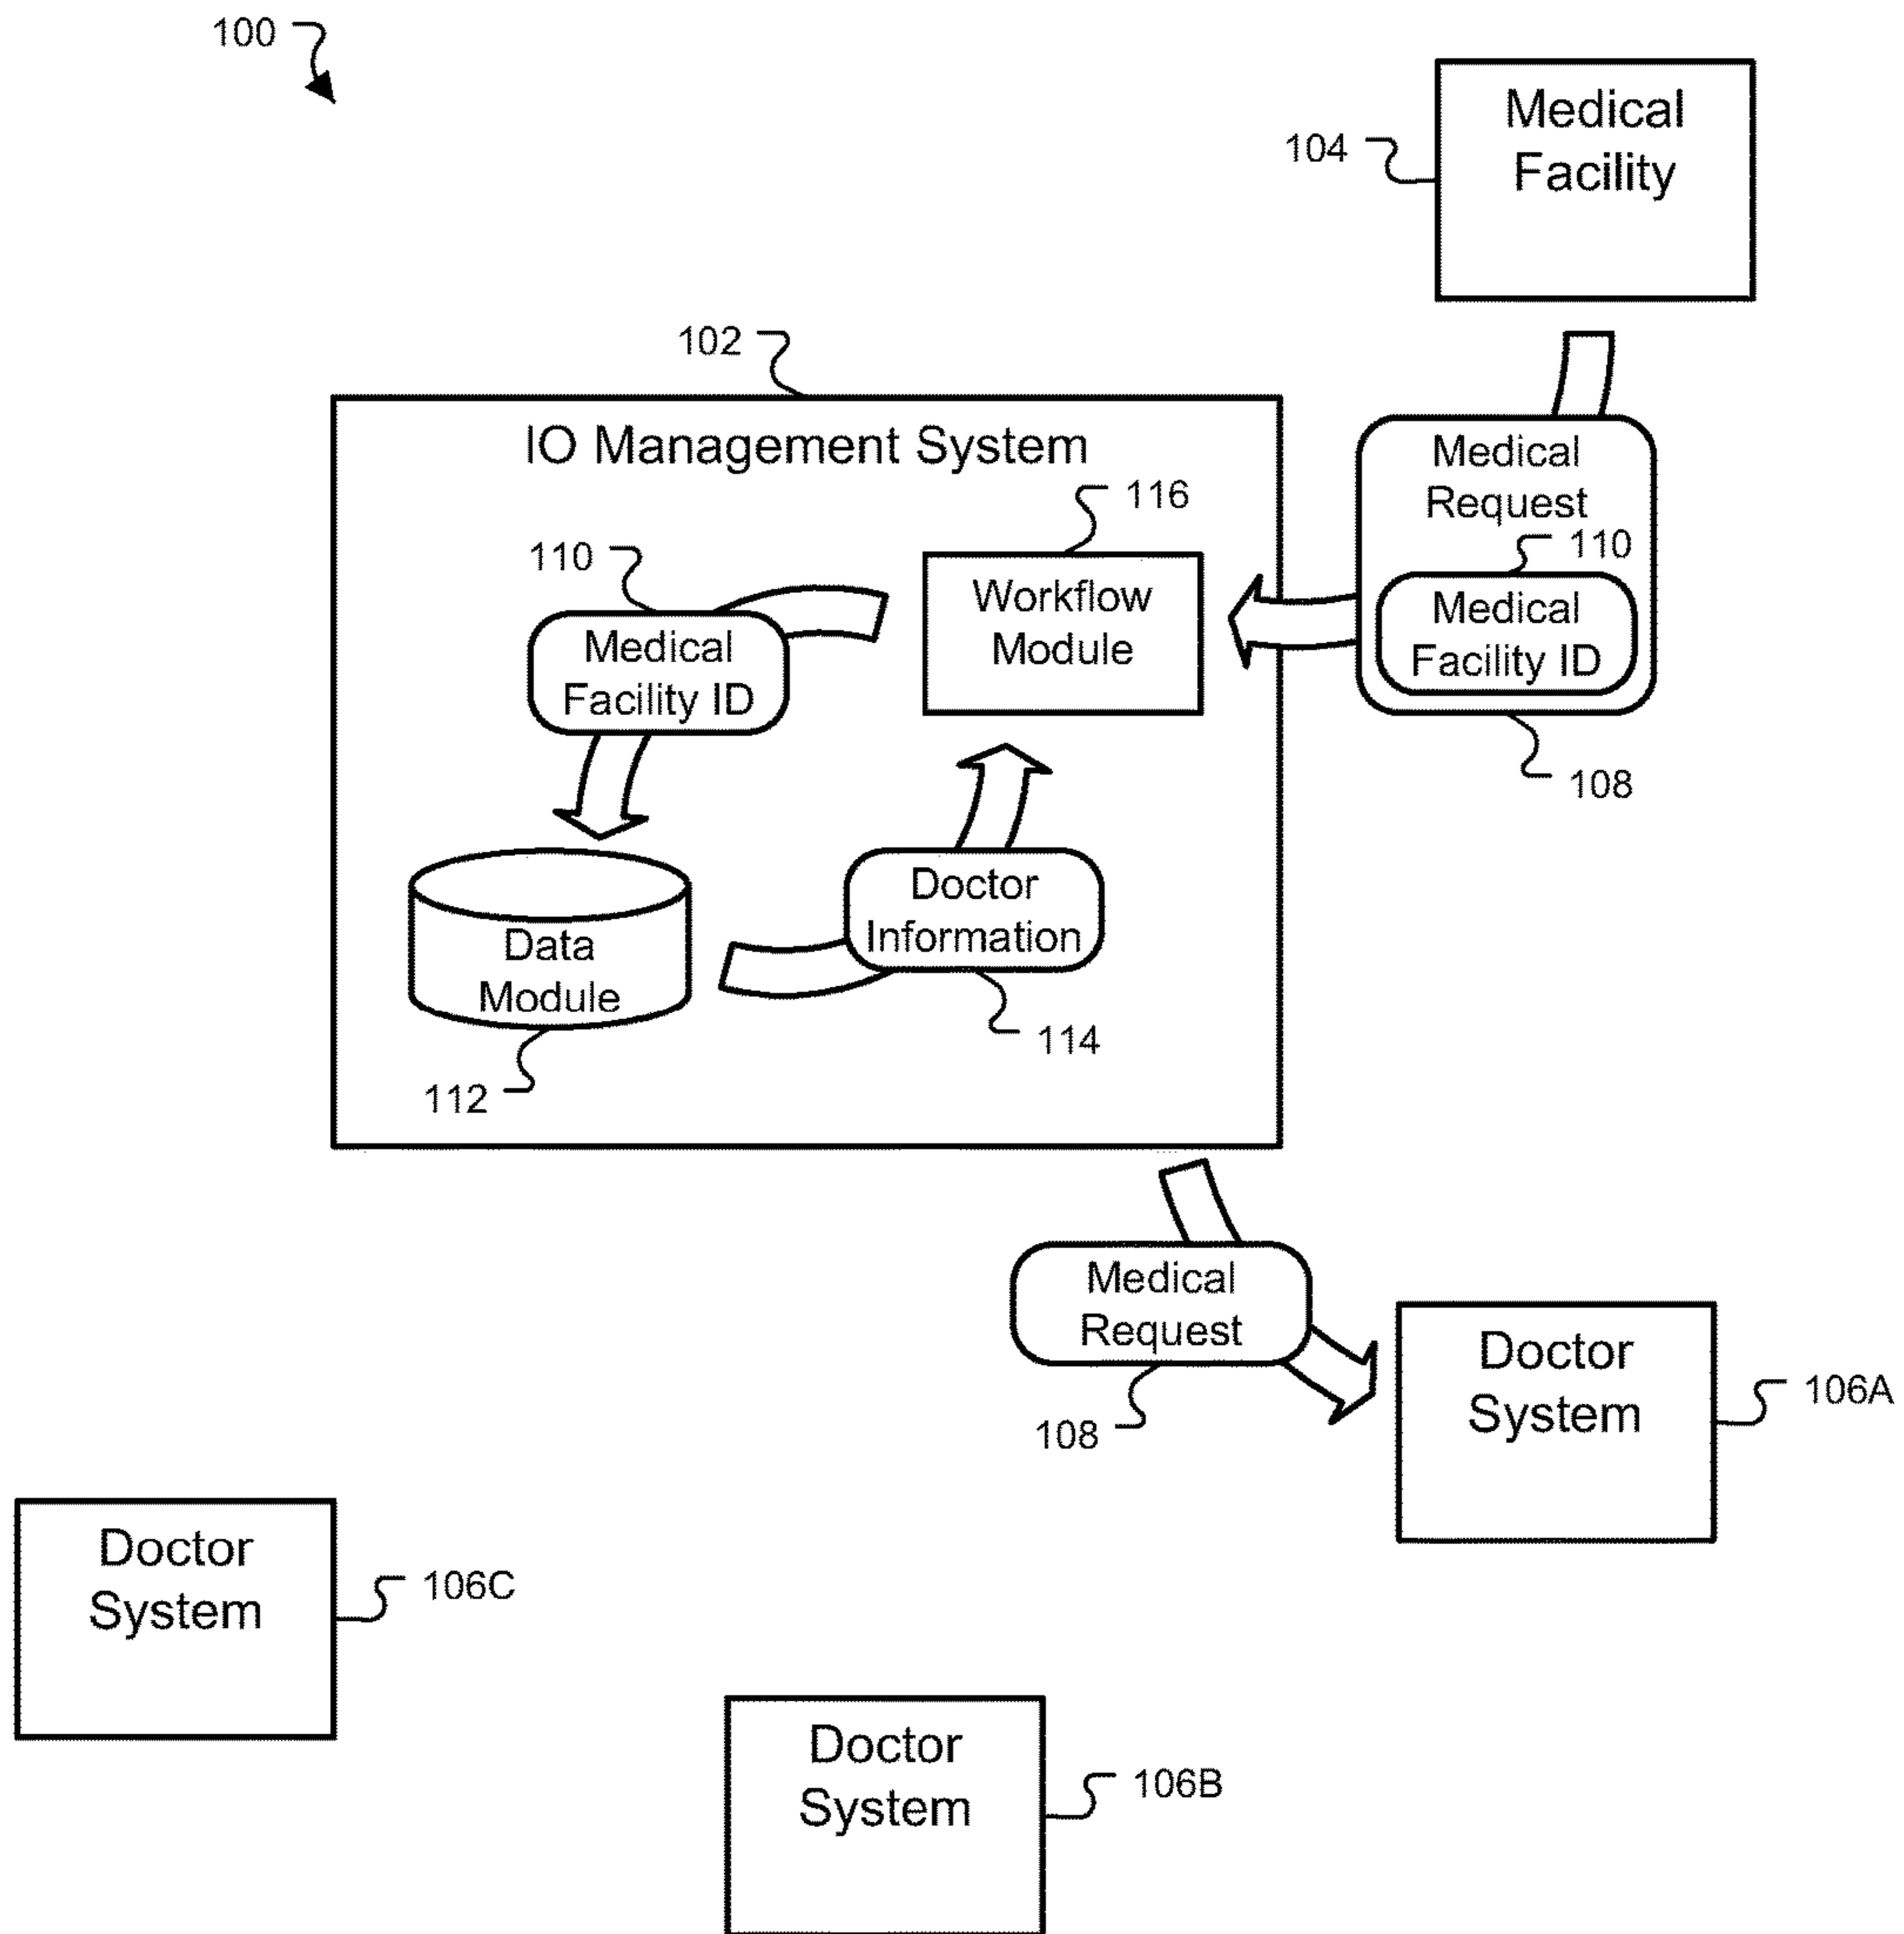 100
Medical
Facility
104
102
IO Management System
116
110
Workflow
Module
Medical
Request
110
Medical
Facility ID
108
Medical
Facility ID
Data
Module
112
Doctor
Information
114
Medical
Request
108
Doctor
System
106A
Doctor
System
106C
Doctor
System
106B